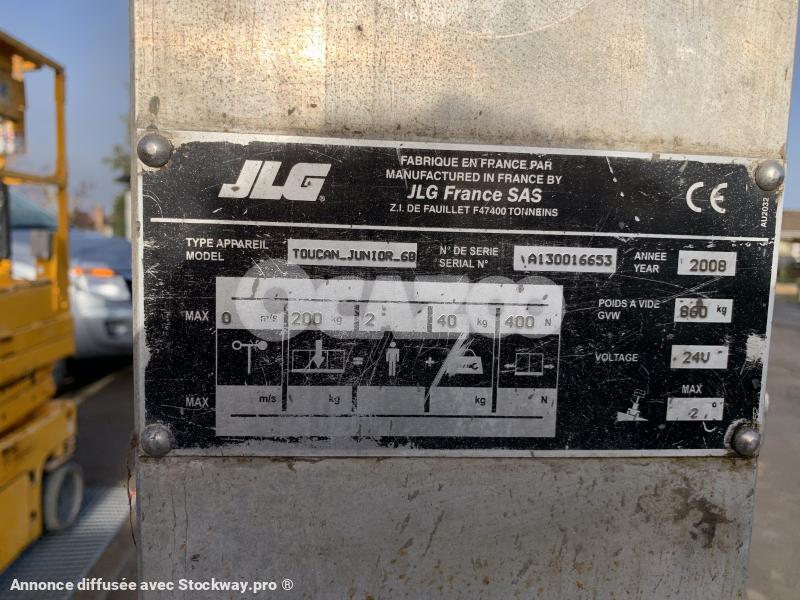 JLG®
FABRIQUE EN FRANCE PAR
MANUFACTURED IN FRANCE BY
JLG France SAS
Z.I. DE FAUILLET F47400 TONNEINS
CE
AU2032
TYPE APPAREIL
MODEL
TOUCAN_JUNIOR_6B
N° DE SERIE
SERIAL N°
\A130016653
ANNEE
YEAR
2008
OCAZOO
MAX 0 m/s 200 kg 2 40 kg 400 N
= +
MAX m/s kg kg N
POIDS A VIDE
GVW
860 kg
VOLTAGE
24V
MAX
2 °
Annonce diffusée avec Stockway.pro ®